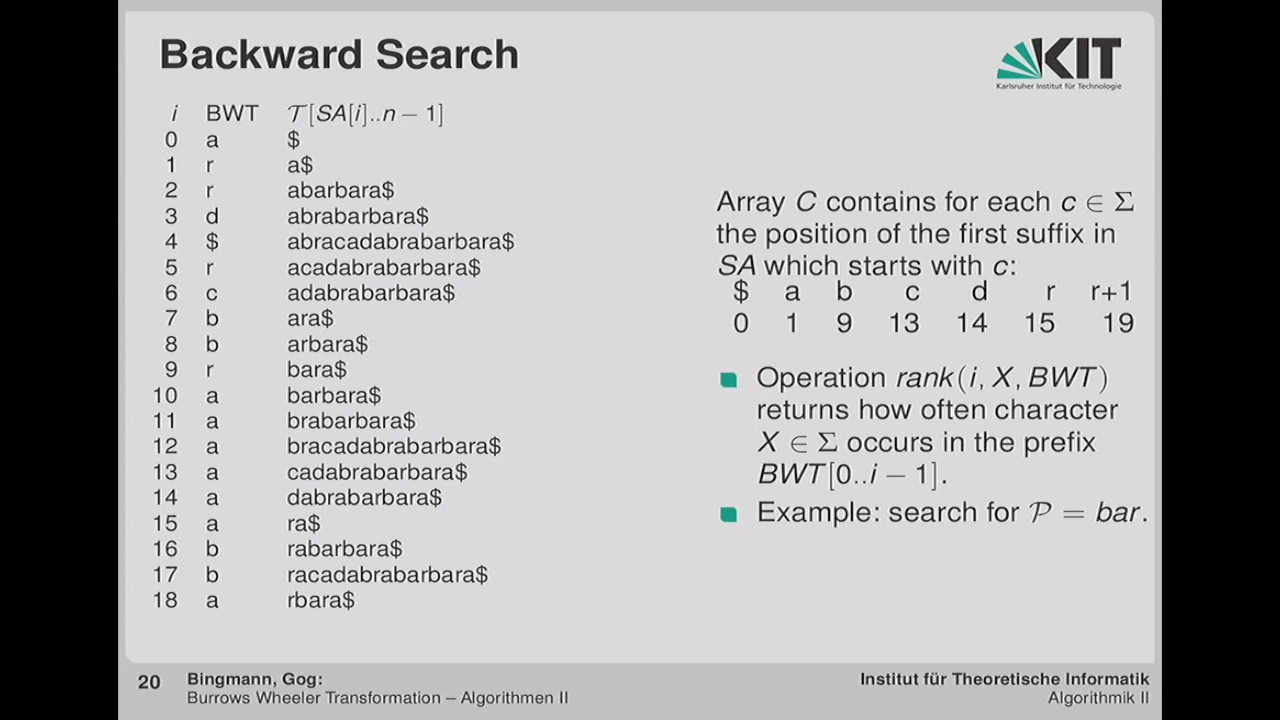 Backward Search
KIT
Karlsruher Institut für Technologie
i BWT 𝒯[SA[i]..n − 1]
0 a $
1 r a$
2 r abarbara$
3 d abrabarbara$
4 $ abracadabrabarbara$
5 r acadabrabarbara$
6 c adabrabarbara$
7 b ara$
8 b arbara$
9 r bara$
10 a barbara$
11 a brabarbara$
12 a bracadabrabarbara$
13 a cadabrabarbara$
14 a dabrabarbara$
15 a ra$
16 b rabarbara$
17 b racadabrabarbara$
18 a rbara$
Array C contains for each c ∈ Σ
the position of the first suffix in
SA which starts with c:
$ a b c d r r+1
0 1 9 13 14 15 19
Operation rank(i, X, BWT)
returns how often character
X ∈ Σ occurs in the prefix
BWT[0..i − 1].
Example: search for 𝒫 = bar.
20
Bingmann, Gog:
Burrows Wheeler Transformation – Algorithmen II
Institut für Theoretische Informatik
Algorithmik II